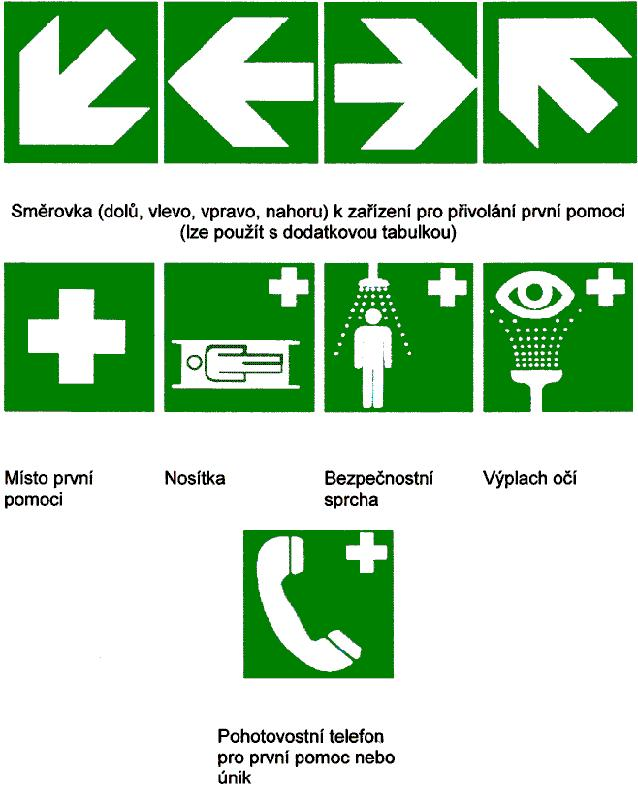 Směrovka (dolů, vlevo, vpravo, nahoru) k zařízení pro přivolání první pomoci
(lze použít s dodatkovou tabulkou)
Místo první
pomoci
Nosítka
Bezpečnostní
sprcha
Výplach očí
Pohotovostní telefon
pro první pomoc nebo
únik